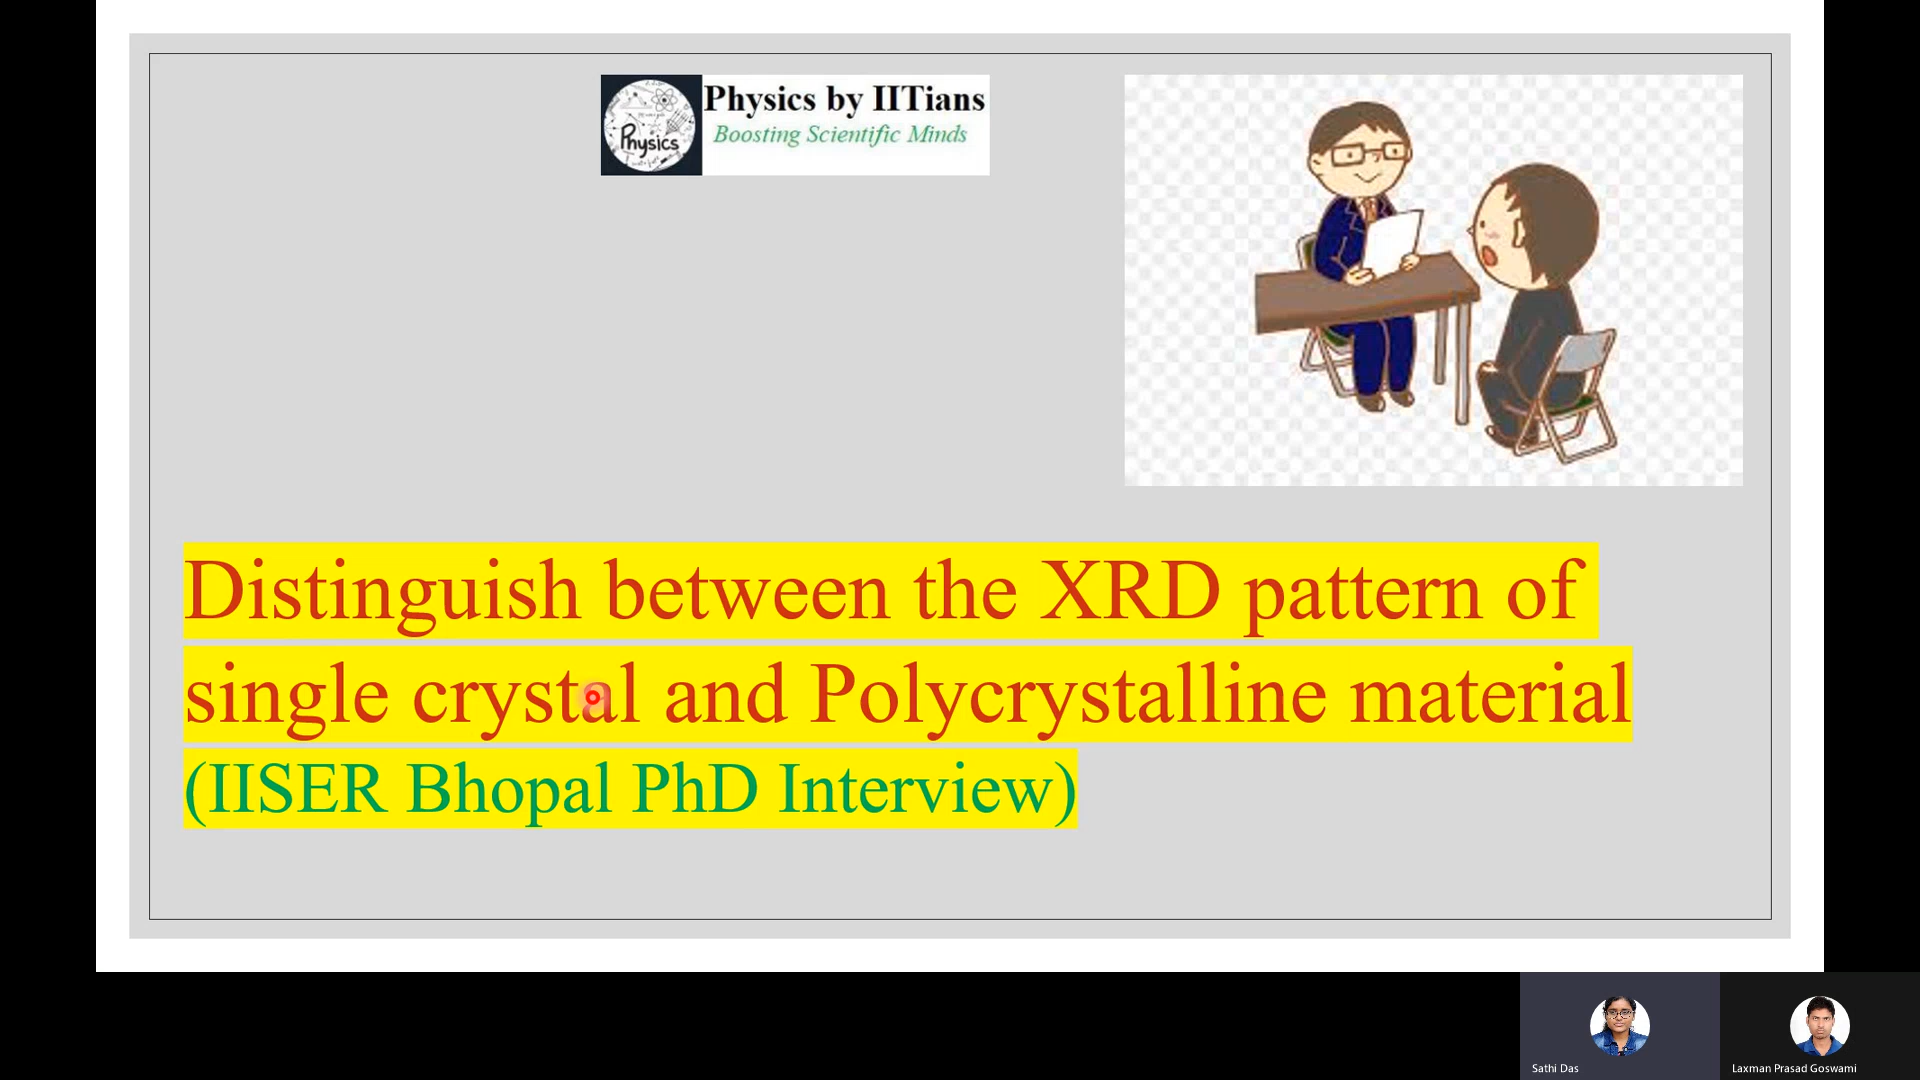 Physics
Physics by IITians
Boosting Scientific Minds
Distinguish between the XRD pattern of
single crystal and Polycrystalline material
(IISER Bhopal PhD Interview)
Sathi Das
Laxman Prasad Goswami